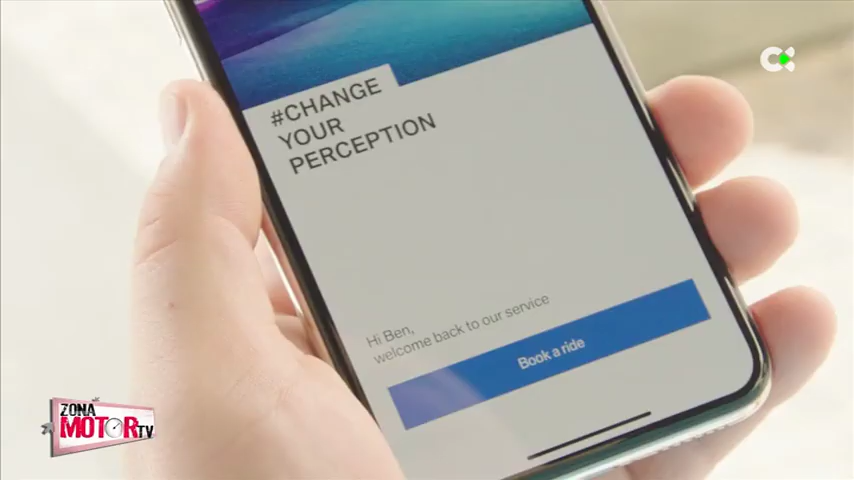 #CHANGE
YOUR
PERCEPTION
Hi Ben,
welcome back to our service
Book a ride
ZONA
MOTOR TV